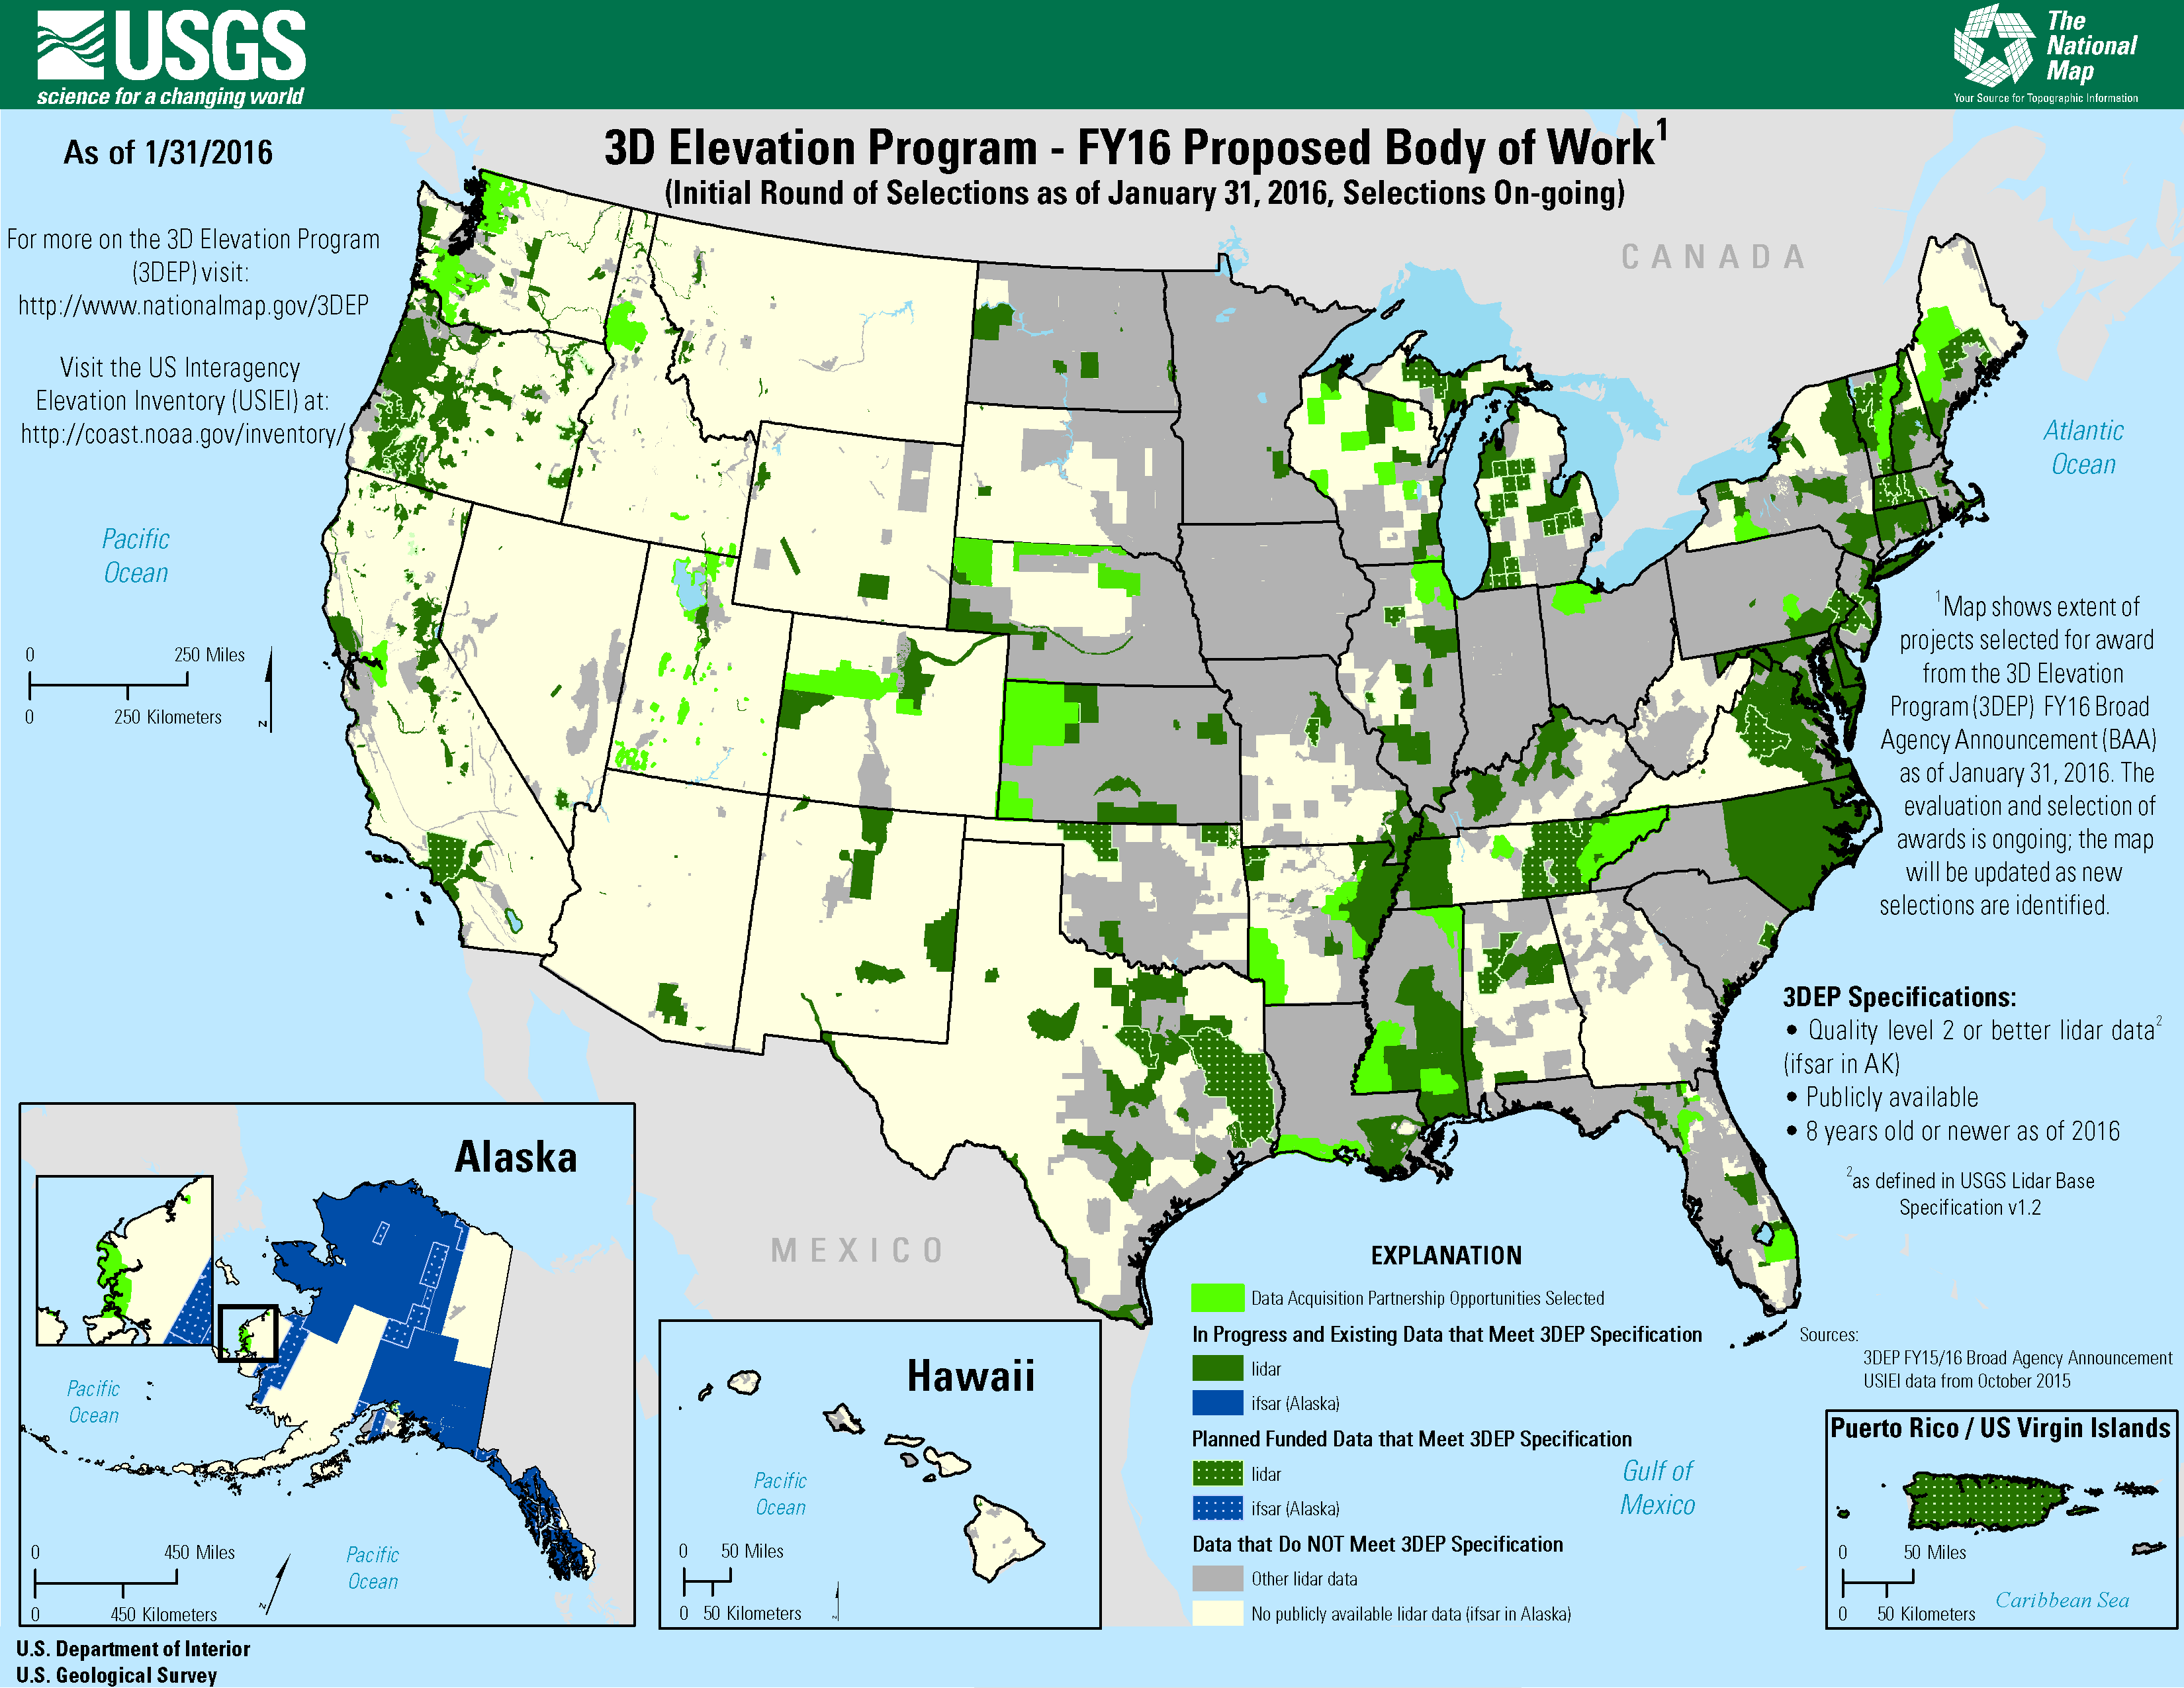 USGS
science for a changing world
The
National
Map
Your Source for Topographic Information
As of 1/31/2016
3D Elevation Program - FY16 Proposed Body of Work1
(Initial Round of Selections as of January 31, 2016, Selections On-going)
For more on the 3D Elevation Program
(3DEP) visit:
http://www.nationalmap.gov/3DEP
Visit the US Interagency
Elevation Inventory (USIEI) at:
http://coast.noaa.gov/inventory/
CANADA
Atlantic
Ocean
Pacific
Ocean
0 250 Miles
0 250 Kilometers
N
1Map shows extent of
projects selected for award
from the 3D Elevation
Program (3DEP) FY16 Broad
Agency Announcement (BAA)
as of January 31, 2016. The
evaluation and selection of
awards is ongoing; the map
will be updated as new
selections are identified.
3DEP Specifications:
• Quality level 2 or better lidar data2
(ifsar in AK)
• Publicly available
• 8 years old or newer as of 2016
2as defined in USGS Lidar Base
Specification v1.2
MEXICO
Alaska
Pacific
Ocean
Pacific
Ocean
0 450 Miles
0 450 Kilometers
N
Hawaii
Pacific
Ocean
0 50 Miles
0 50 Kilometers
N
EXPLANATION
Data Acquisition Partnership Opportunities Selected
In Progress and Existing Data that Meet 3DEP Specification
lidar
ifsar (Alaska)
Planned Funded Data that Meet 3DEP Specification
lidar
ifsar (Alaska)
Data that Do NOT Meet 3DEP Specification
Other lidar data
No publicly available lidar data (ifsar in Alaska)
Gulf of
Mexico
Sources:
3DEP FY15/16 Broad Agency Announcement
USIEI data from October 2015
Puerto Rico / US Virgin Islands
0 50 Miles
0 50 Kilometers
Caribbean Sea
U.S. Department of Interior
U.S. Geological Survey